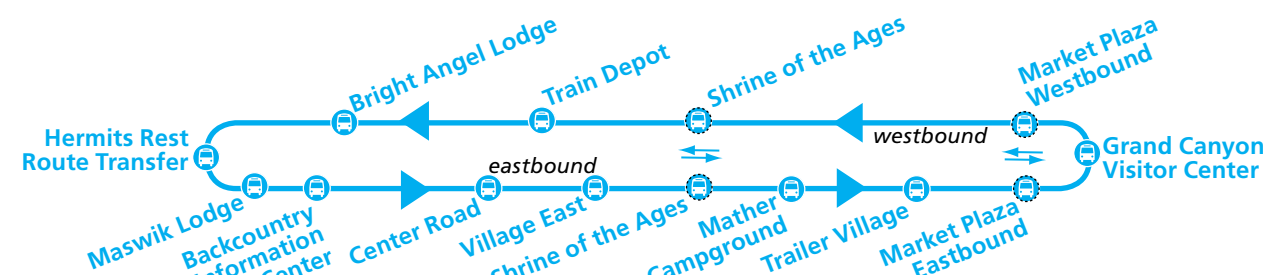 Bright Angel Lodge
Train Depot
Shrine of the Ages
Market Plaza
Westbound
Hermits Rest
Route Transfer
westbound
eastbound
Grand Canyon
Visitor Center
Maswik Lodge
Backcountry
Information
Center
Center Road
Village East
Shrine of the Ages
Mather
Campground
Trailer Village
Market Plaza
Eastbound